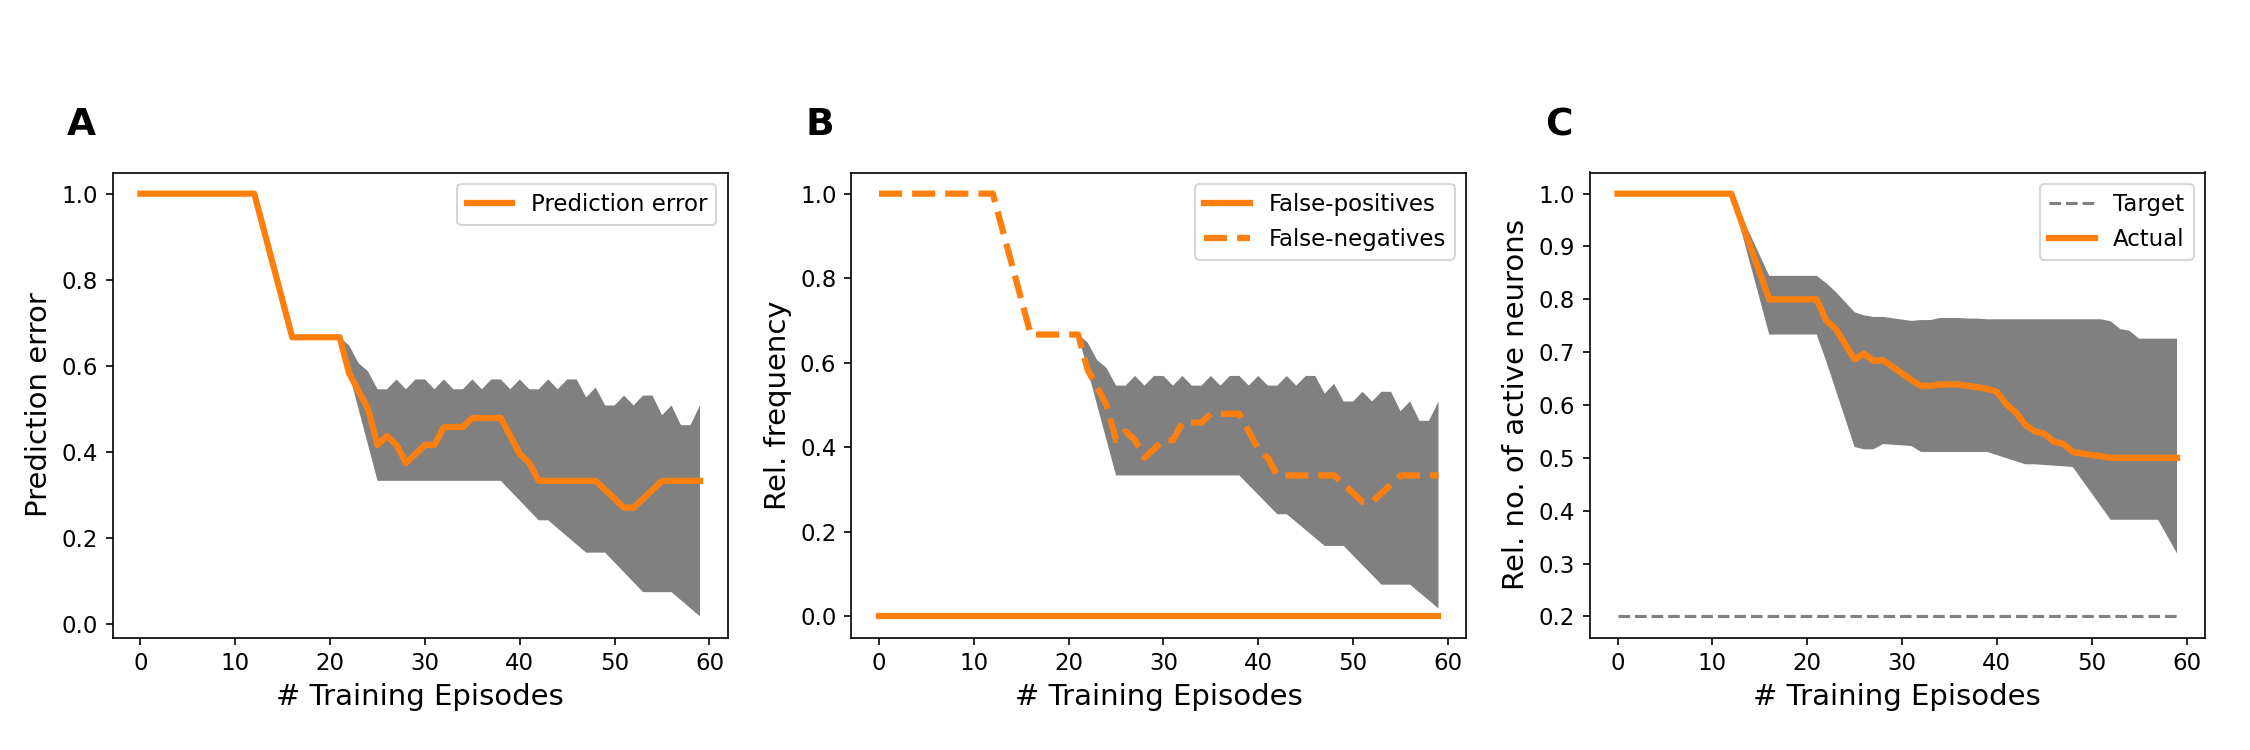 A
Prediction error
1.0
0.8
0.6
0.4
0.2
0.0
Prediction error
0 10 20 30 40 50 60
# Training Episodes
B
Rel. frequency
1.0
0.8
0.6
0.4
0.2
0.0
False-positives
False-negatives
0 10 20 30 40 50 60
# Training Episodes
C
Rel. no. of active neurons
1.0
0.9
0.8
0.7
0.6
0.5
0.4
0.3
0.2
Target
Actual
0 10 20 30 40 50 60
# Training Episodes